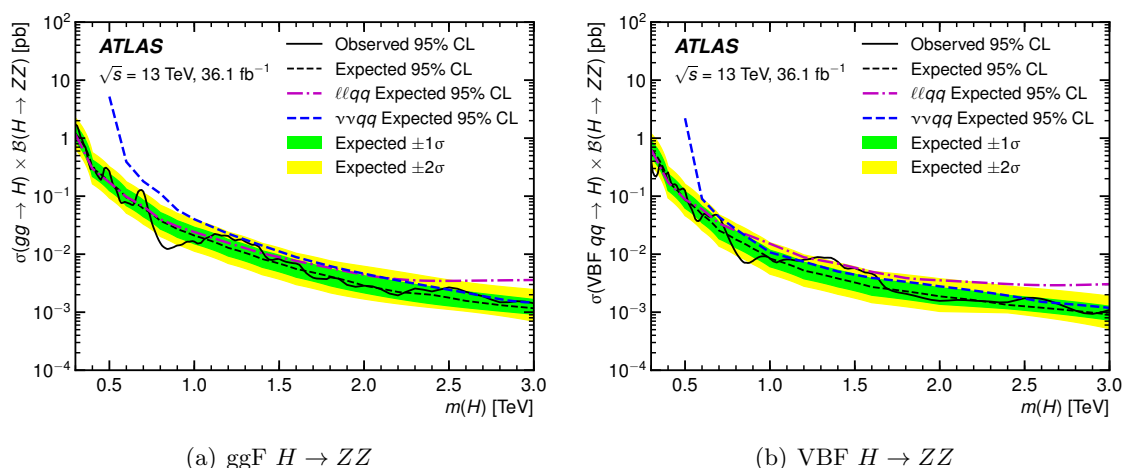 σ(gg → H) × B(H → ZZ) [pb]
10²
10
1
10⁻¹
10⁻²
10⁻³
10⁻⁴
ATLAS
√s = 13 TeV, 36.1 fb⁻¹
Observed 95% CL
Expected 95% CL
ℓℓqq Expected 95% CL
ννqq Expected 95% CL
Expected ±1σ
Expected ±2σ
0.5 1.0 1.5 2.0 2.5 3.0
m(H) [TeV]
(a) ggF H → ZZ
σ(VBF qq → H) × B(H → ZZ) [pb]
10²
10
1
10⁻¹
10⁻²
10⁻³
10⁻⁴
ATLAS
√s = 13 TeV, 36.1 fb⁻¹
Observed 95% CL
Expected 95% CL
ℓℓqq Expected 95% CL
ννqq Expected 95% CL
Expected ±1σ
Expected ±2σ
0.5 1.0 1.5 2.0 2.5 3.0
m(H) [TeV]
(b) VBF H → ZZ